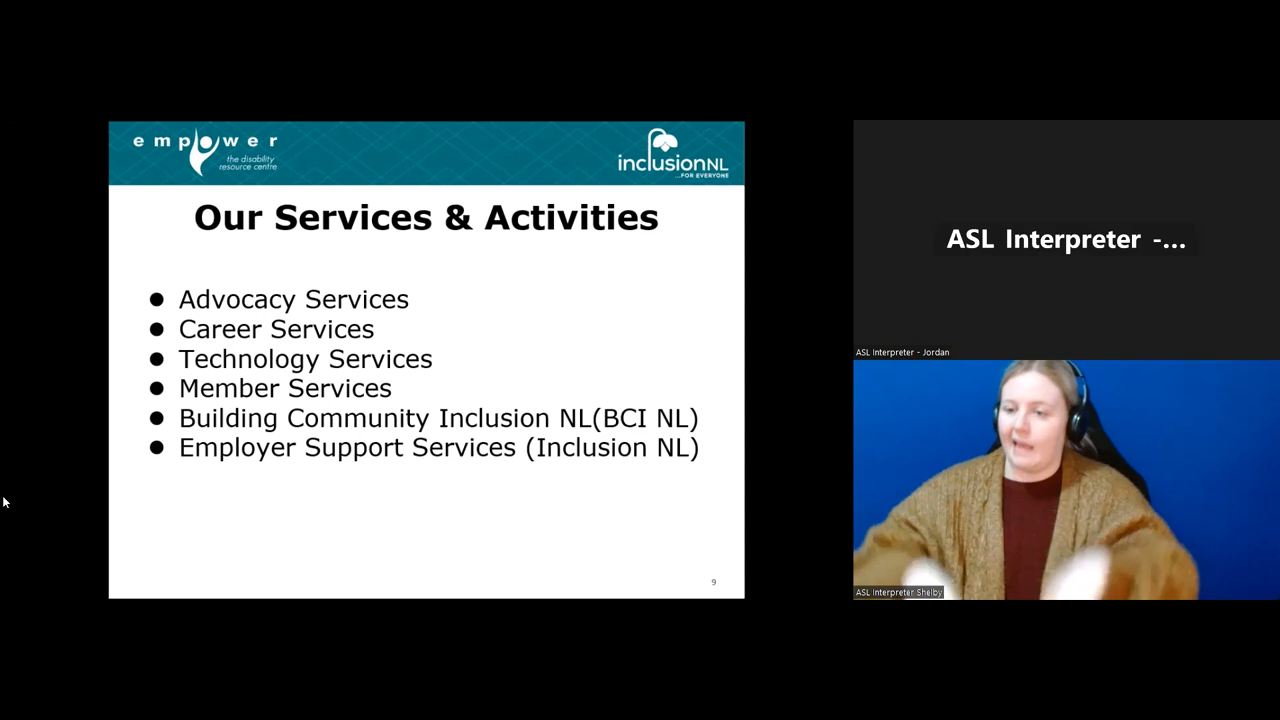 empower
the disability
resource centre
inclusionNL
...FOR EVERYONE
Our Services & Activities
● Advocacy Services
● Career Services
● Technology Services
● Member Services
● Building Community Inclusion NL(BCI NL)
● Employer Support Services (Inclusion NL)
9
ASL Interpreter -...
ASL Interpreter - Jordan
ASL Interpreter Shelby